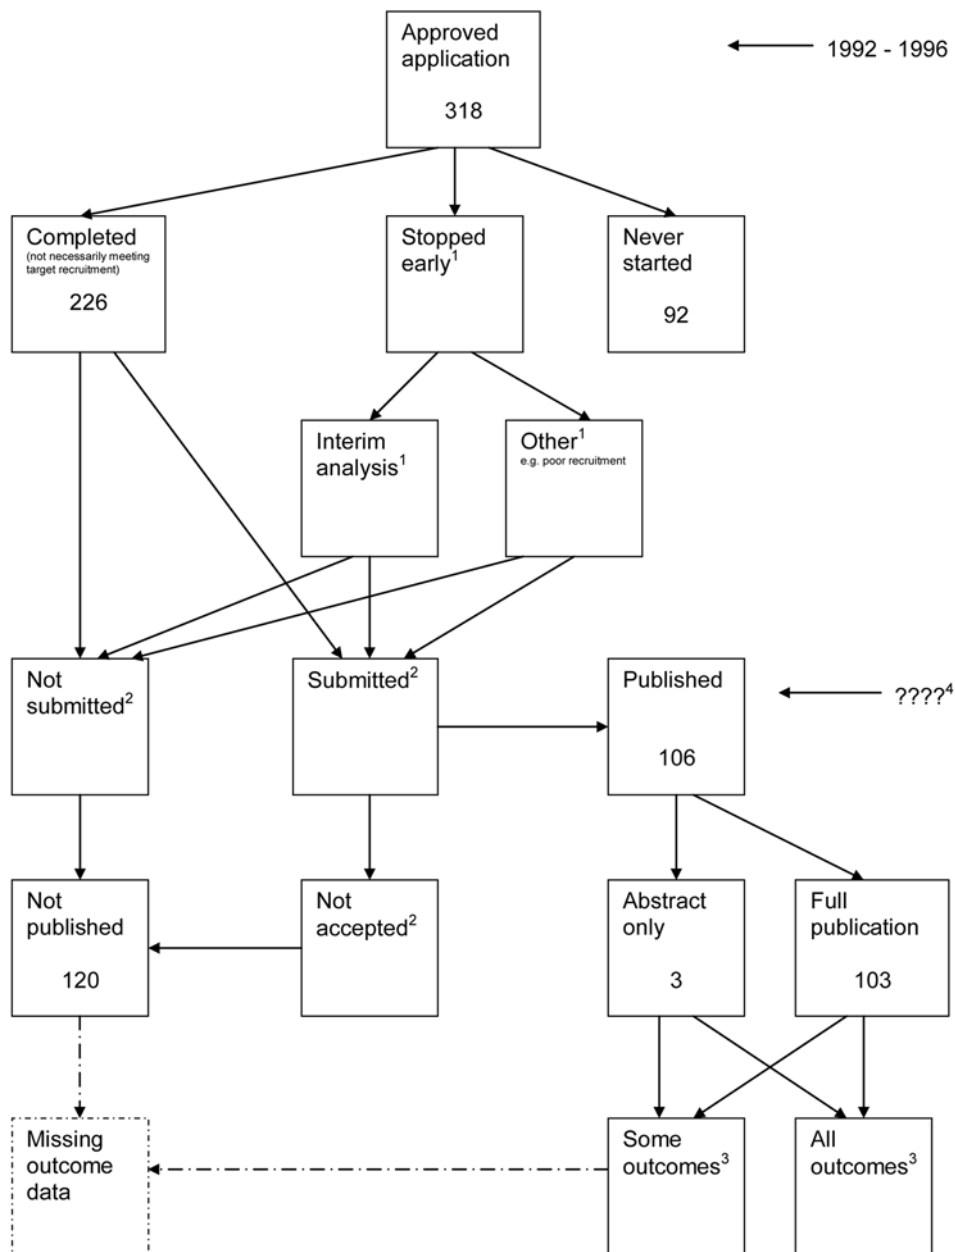 Approved
application
318
1992 - 1996
Completed
(not necessarily meeting
target recruitment)
226
Stopped
early¹
Never
started
92
Interim
analysis¹
Other¹
e.g. poor recruitment
Not
submitted²
Submitted²
Published
106
????⁴
Not
published
120
Not
accepted²
Abstract
only
3
Full
publication
103
Missing
outcome
data
Some
outcomes³
All
outcomes³